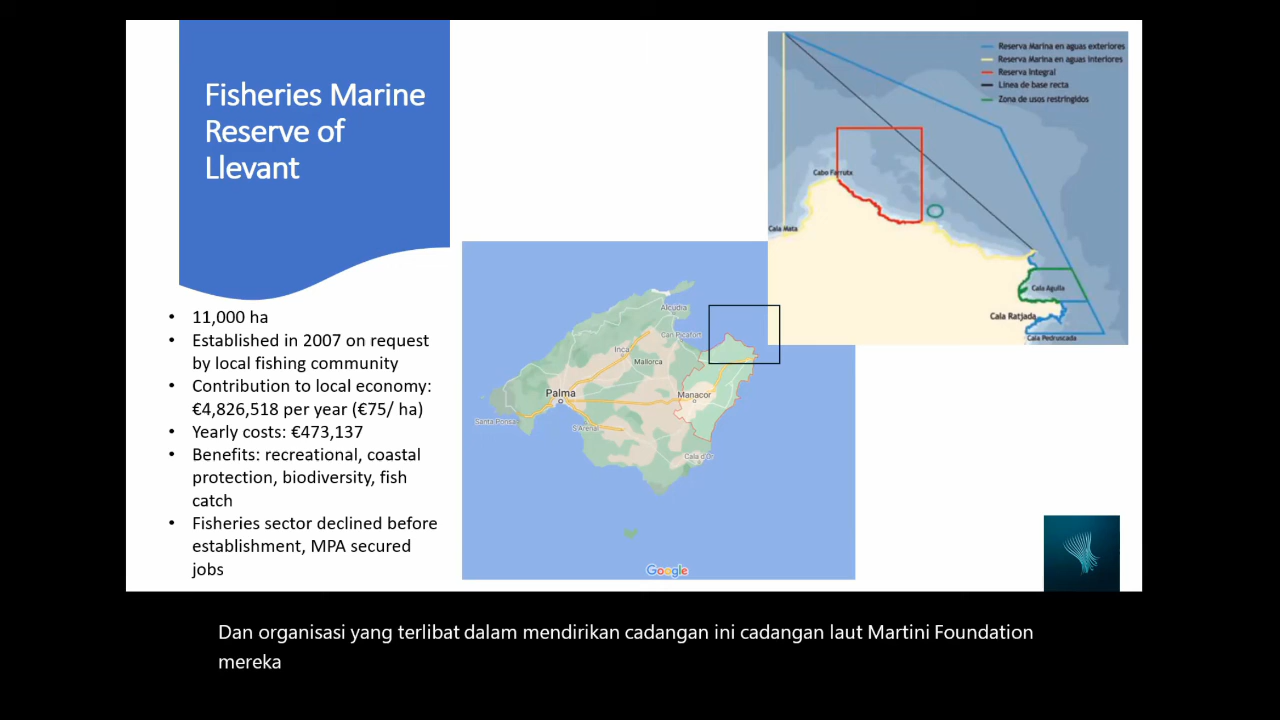 Fisheries Marine
Reserve of
Llevant
• 11,000 ha
• Established in 2007 on request
by local fishing community
• Contribution to local economy:
€4,826,518 per year (€75/ ha)
• Yearly costs: €473,137
• Benefits: recreational, coastal
protection, biodiversity, fish
catch
• Fisheries sector declined before
establishment, MPA secured
jobs
Reserva Marina en aguas exteriores
Reserva Marina en aguas interiores
Reserva Integral
Línea de base recta
Zona de usos restringidos
Cabo Farrutx
Cala Mata
Cala Agulla
Cala Ratjada
Cala Pedruscada
Alcudia
Can Picafort
Inca
Mallorca
Palma
Manacor
Santa Ponsa
S'Arenal
Cala d'Or
Google
Dan organisasi yang terlibat dalam mendirikan cadangan ini cadangan laut Martini Foundation
mereka